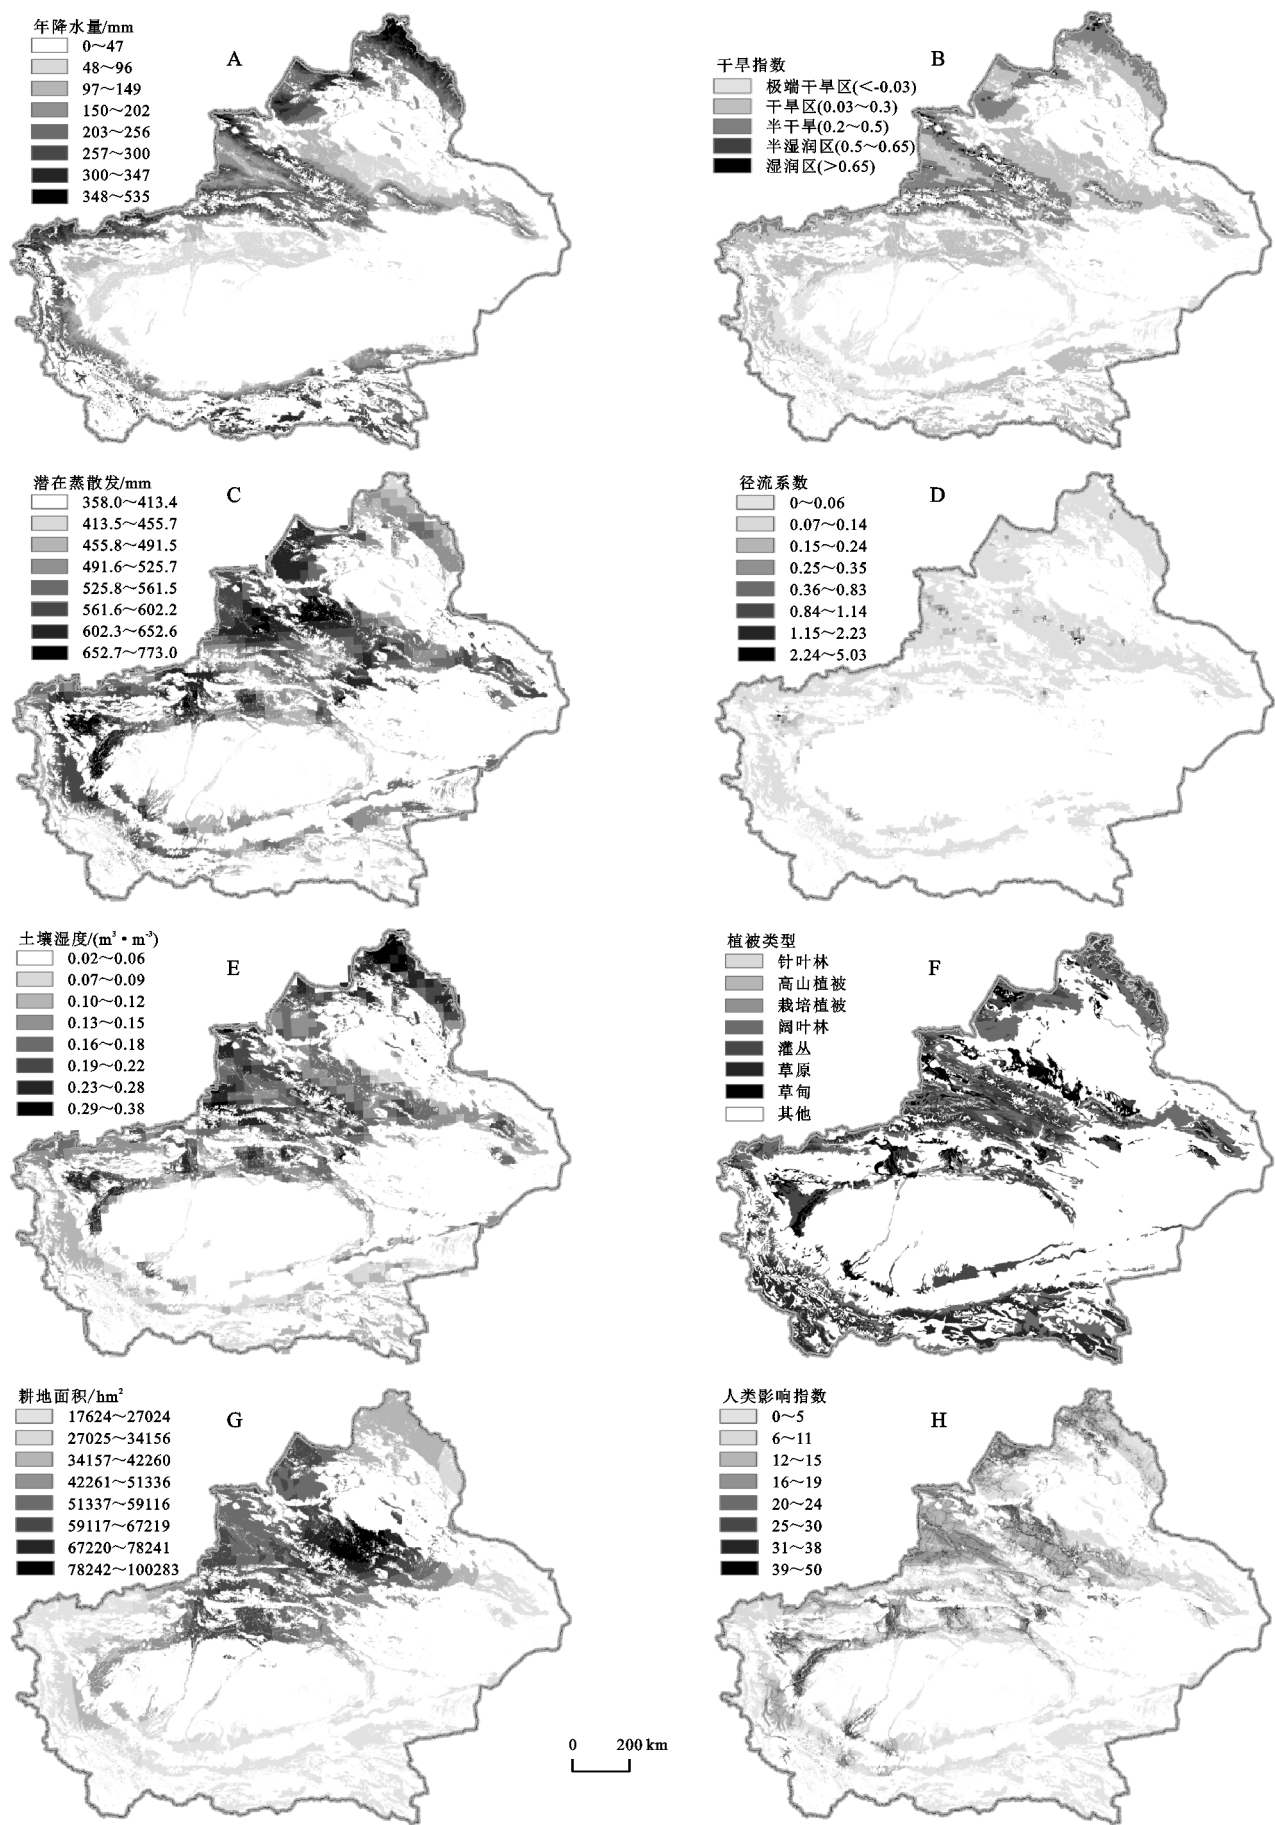 年降水量/mm
A
0～47
48～96
97～149
150～202
203～256
257～300
300～347
348～535
干旱指数
B
极端干旱区(<-0.03)
干旱区(0.03～0.3)
半干旱(0.2～0.5)
半湿润区(0.5～0.65)
湿润区(>0.65)
潜在蒸散发/mm
C
358.0～413.4
413.5～455.7
455.8～491.5
491.6～525.7
525.8～561.5
561.6～602.2
602.3～652.6
652.7～773.0
径流系数
D
0～0.06
0.07～0.14
0.15～0.24
0.25～0.35
0.36～0.83
0.84～1.14
1.15～2.23
2.24～5.03
土壤湿度/(m³·m⁻³)
E
0.02～0.06
0.07～0.09
0.10～0.12
0.13～0.15
0.16～0.18
0.19～0.22
0.23～0.28
0.29～0.38
植被类型
F
针叶林
高山植被
栽培植被
阔叶林
灌丛
草原
草甸
其他
耕地面积/hm²
G
17624～27024
27025～34156
34157～42260
42261～51336
51337～59116
59117～67219
67220～78241
78242～100283
人类影响指数
H
0～5
6～11
12～15
16～19
20～24
25～30
31～38
39～50
0 200 km